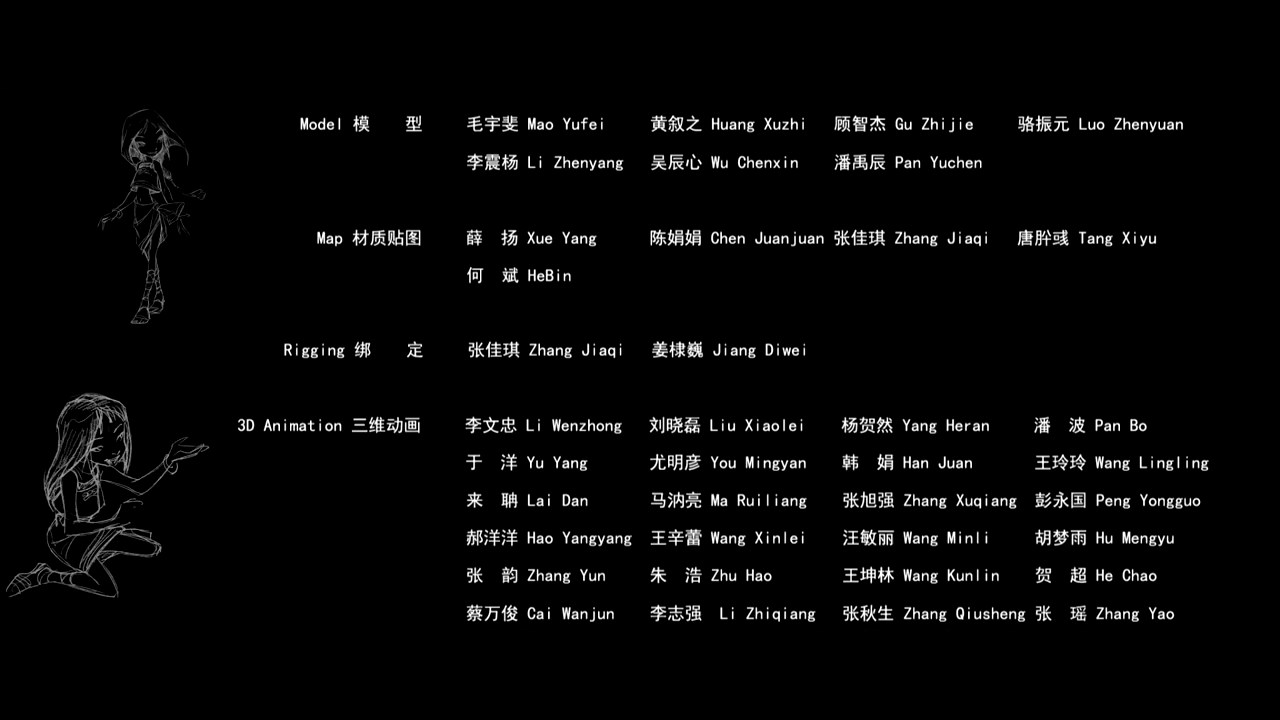 Model 模 型 毛宇斐 Mao Yufei 黄叙之 Huang Xuzhi 顾智杰 Gu Zhijie 骆振元 Luo Zhenyuan
李震杨 Li Zhenyang 吴辰心 Wu Chenxin 潘禹辰 Pan Yuchen
Map 材质贴图 薛 扬 Xue Yang 陈娟娟 Chen Juanjuan 张佳琪 Zhang Jiaqi 唐肸彧 Tang Xiyu
何 斌 HeBin
Rigging 绑 定 张佳琪 Zhang Jiaqi 姜棣巍 Jiang Diwei
3D Animation 三维动画 李文忠 Li Wenzhong 刘晓磊 Liu Xiaolei 杨贺然 Yang Heran 潘 波 Pan Bo
于 洋 Yu Yang 尤明彦 You Mingyan 韩 娟 Han Juan 王玲玲 Wang Lingling
来 聃 Lai Dan 马汭亮 Ma Ruiliang 张旭强 Zhang Xuqiang 彭永国 Peng Yongguo
郝洋洋 Hao Yangyang 王辛蕾 Wang Xinlei 汪敏丽 Wang Minli 胡梦雨 Hu Mengyu
张 韵 Zhang Yun 朱 浩 Zhu Hao 王坤林 Wang Kunlin 贺 超 He Chao
蔡万俊 Cai Wanjun 李志强 Li Zhiqiang 张秋生 Zhang Qiusheng 张 瑶 Zhang Yao